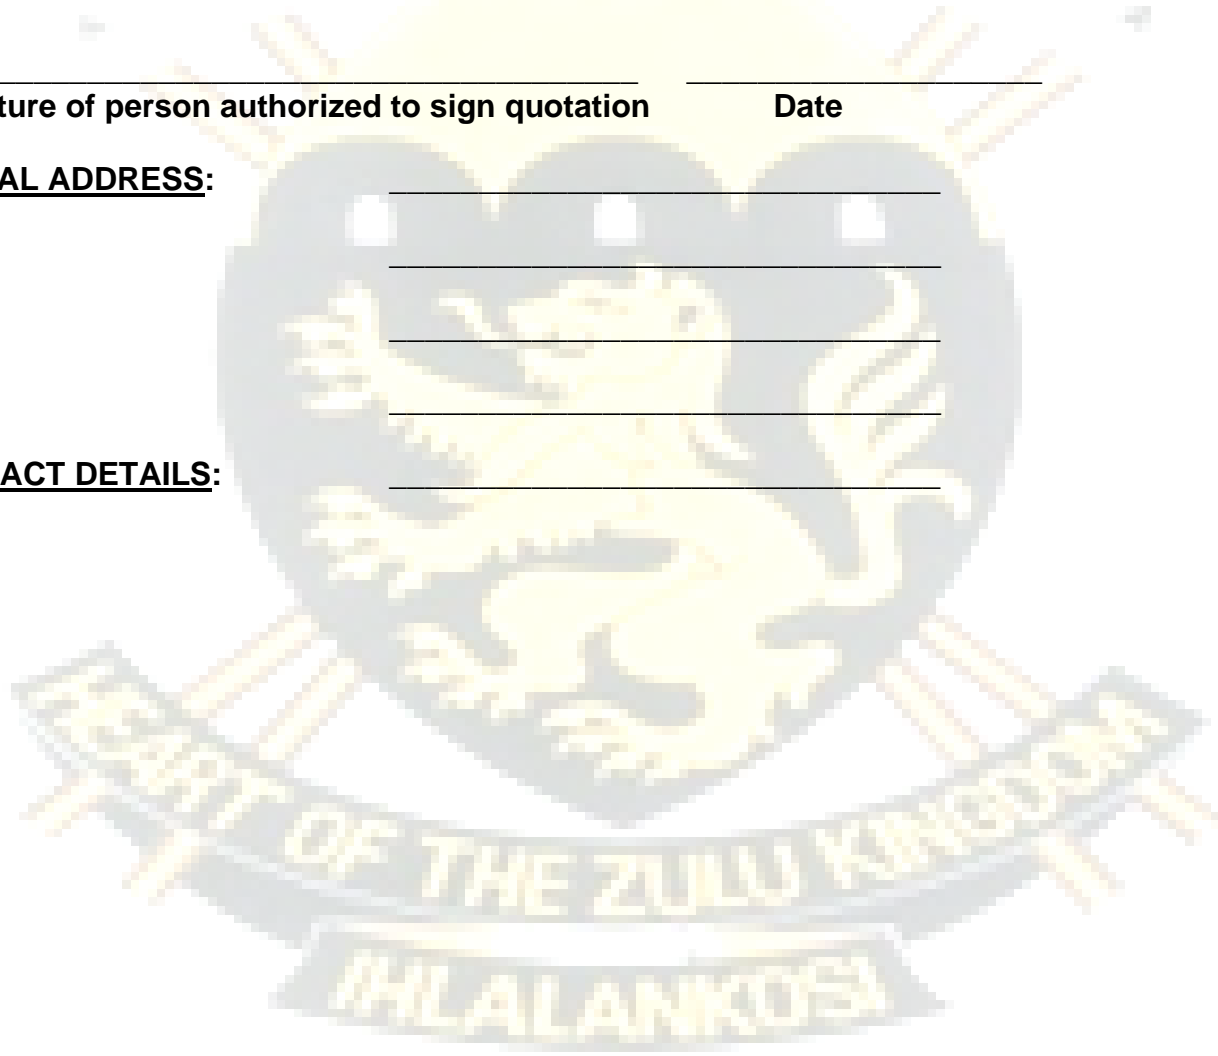 ture of person authorized to sign quotation Date
AL ADDRESS:
ACT DETAILS:
HEART OF THE ZULU KINGDOM
IHLALANKOSI